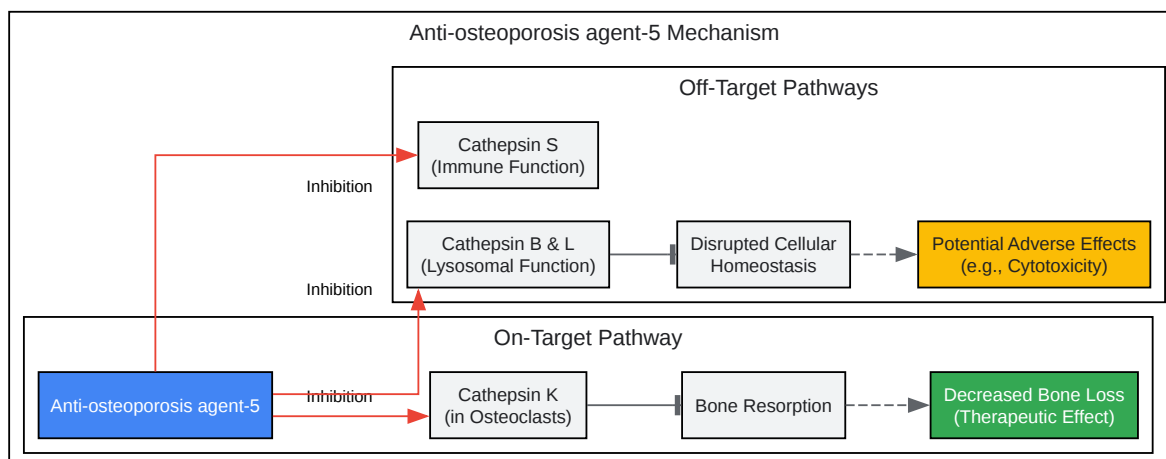 Anti-osteoporosis agent-5 Mechanism
Off-Target Pathways
Cathepsin S
(Immune Function)
Inhibition
Cathepsin B & L
(Lysosomal Function)
Disrupted Cellular
Homeostasis
Potential Adverse Effects
(e.g., Cytotoxicity)
Inhibition
On-Target Pathway
Anti-osteoporosis agent-5
Inhibition
Cathepsin K
(in Osteoclasts)
Bone Resorption
Decreased Bone Loss
(Therapeutic Effect)